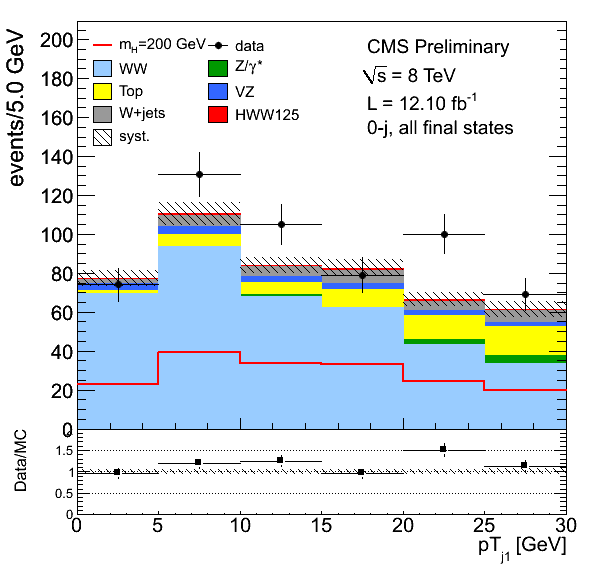 events/5.0 GeV
200
180
160
140
120
100
80
60
40
20
0
m_H=200 GeV
data
WW
Z/γ*
Top
VZ
W+jets
HWW125
syst.
CMS Preliminary
√s = 8 TeV
L = 12.10 fb⁻¹
0-j, all final states
Data/MC
2
1.5
1
0.5
0
0 5 10 15 20 25 30
pT_j1 [GeV]